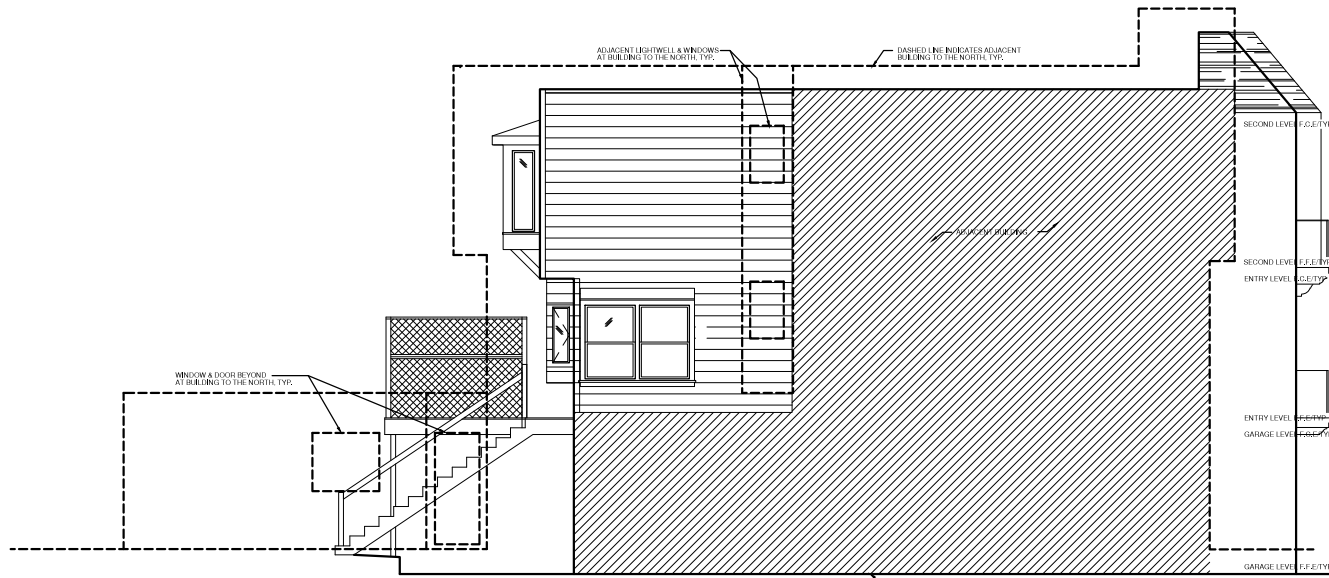 ADJACENT LIGHTWELL & WINDOWS
AT BUILDING TO THE NORTH, TYP.
DASHED LINE INDICATES ADJACENT
BUILDING TO THE NORTH, TYP.
SECOND LEVEL F.C.E/TYP
ADJACENT BUILDING
SECOND LEVEL F.F.E/TYP
ENTRY LEVEL F.C.E/TYP
WINDOW & DOOR BEYOND
AT BUILDING TO THE NORTH, TYP.
ENTRY LEVEL F.F.E/TYP
GARAGE LEVEL F.C.E/TYP
GARAGE LEVEL F.F.E/TYP